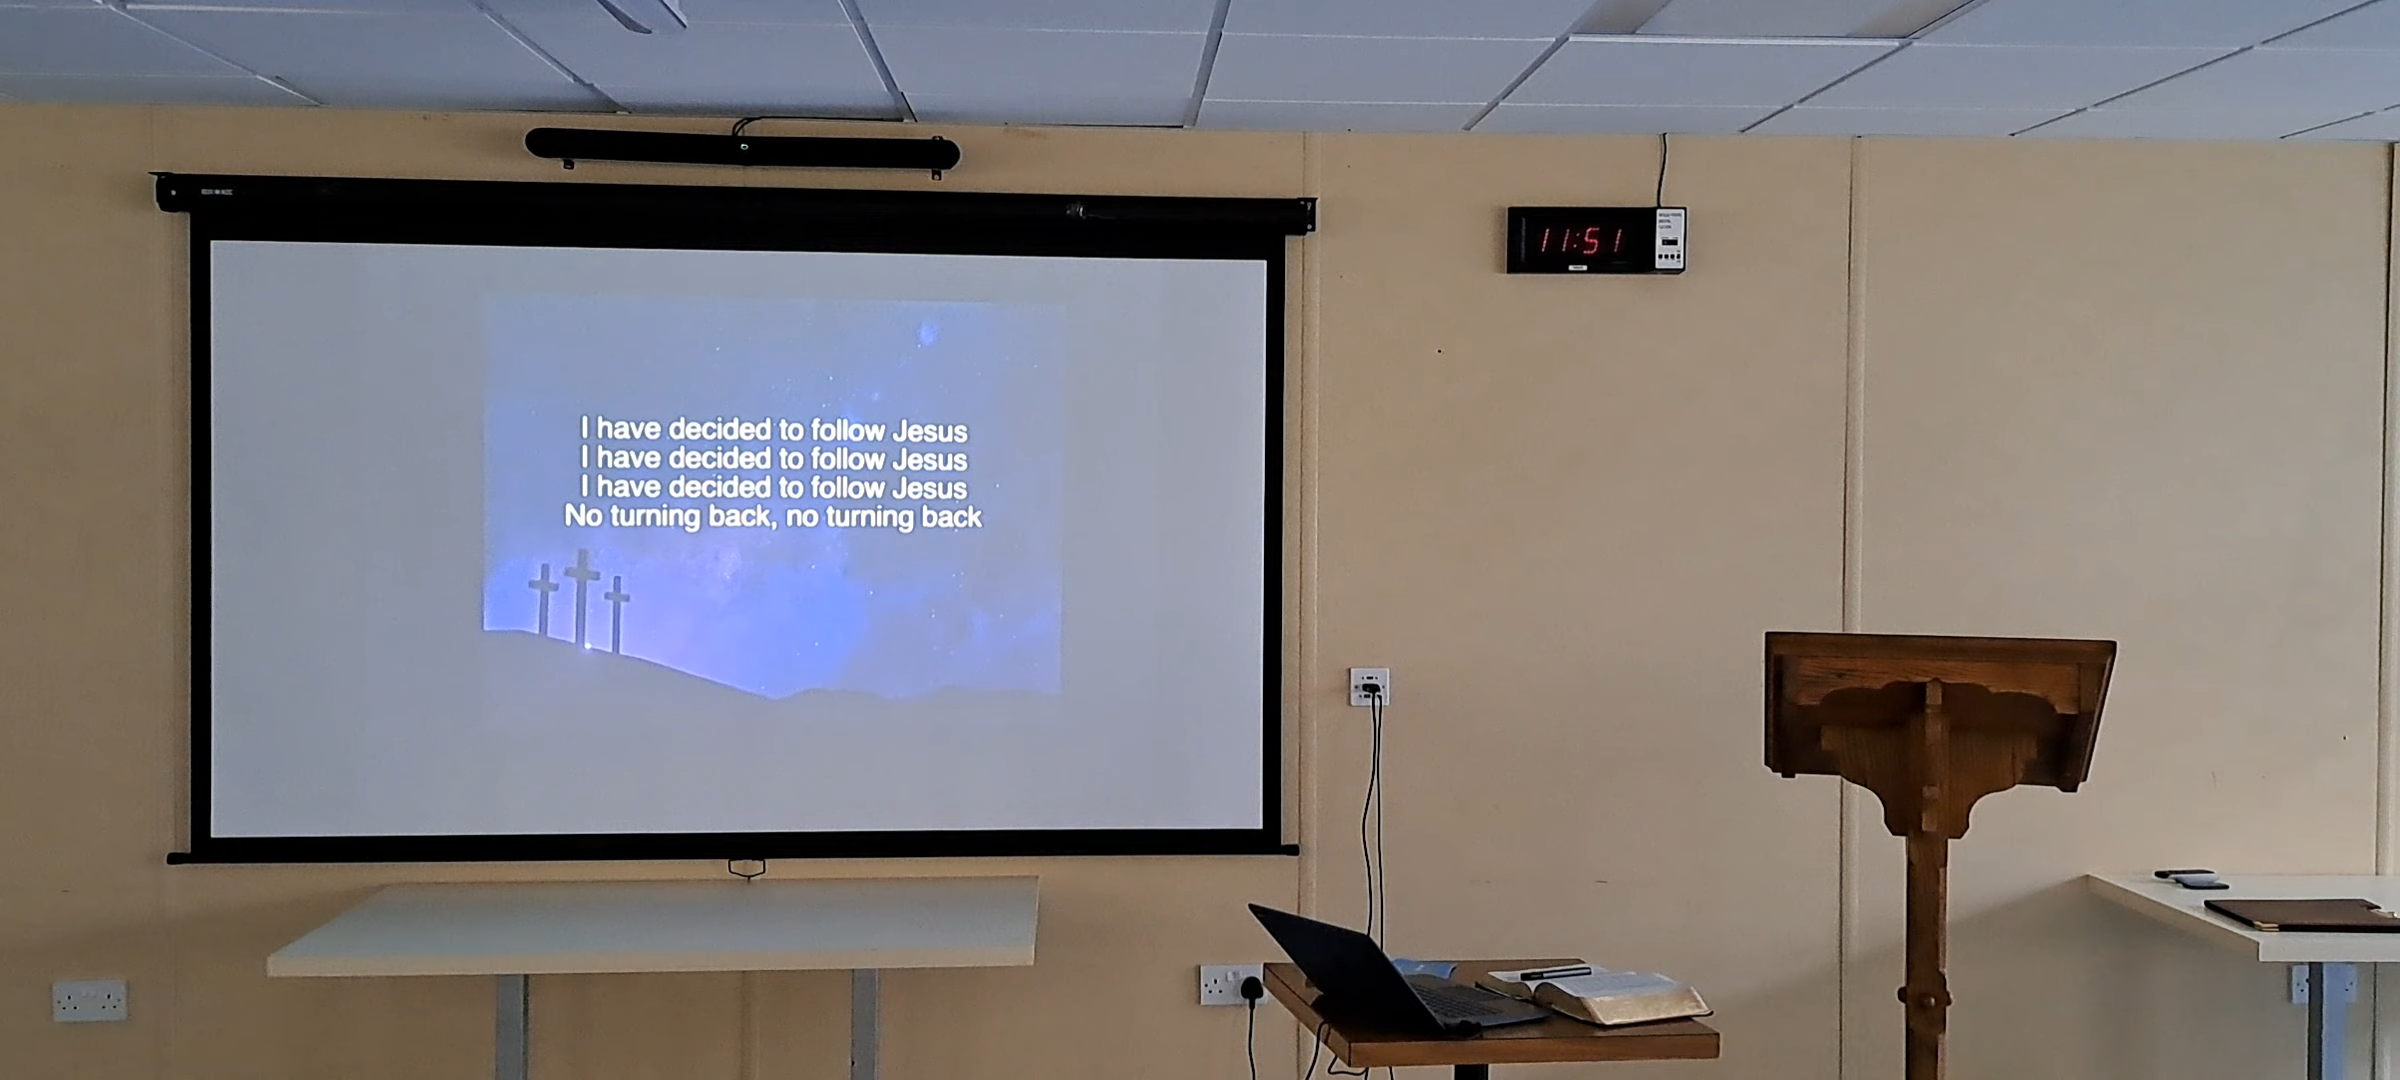 I have decided to follow Jesus
I have decided to follow Jesus
I have decided to follow Jesus
No turning back, no turning back
11:51